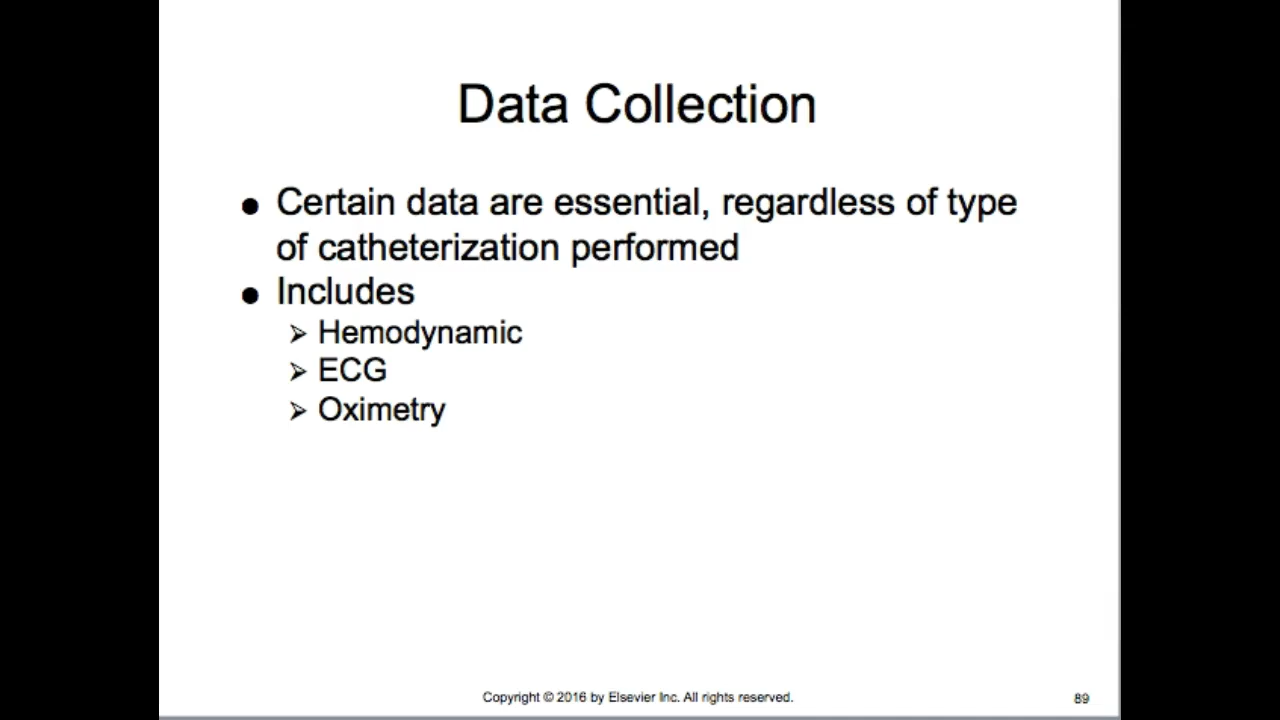 Data Collection
● Certain data are essential, regardless of type
of catheterization performed
● Includes
➢ Hemodynamic
➢ ECG
➢ Oximetry
Copyright © 2016 by Elsevier Inc. All rights reserved.
89